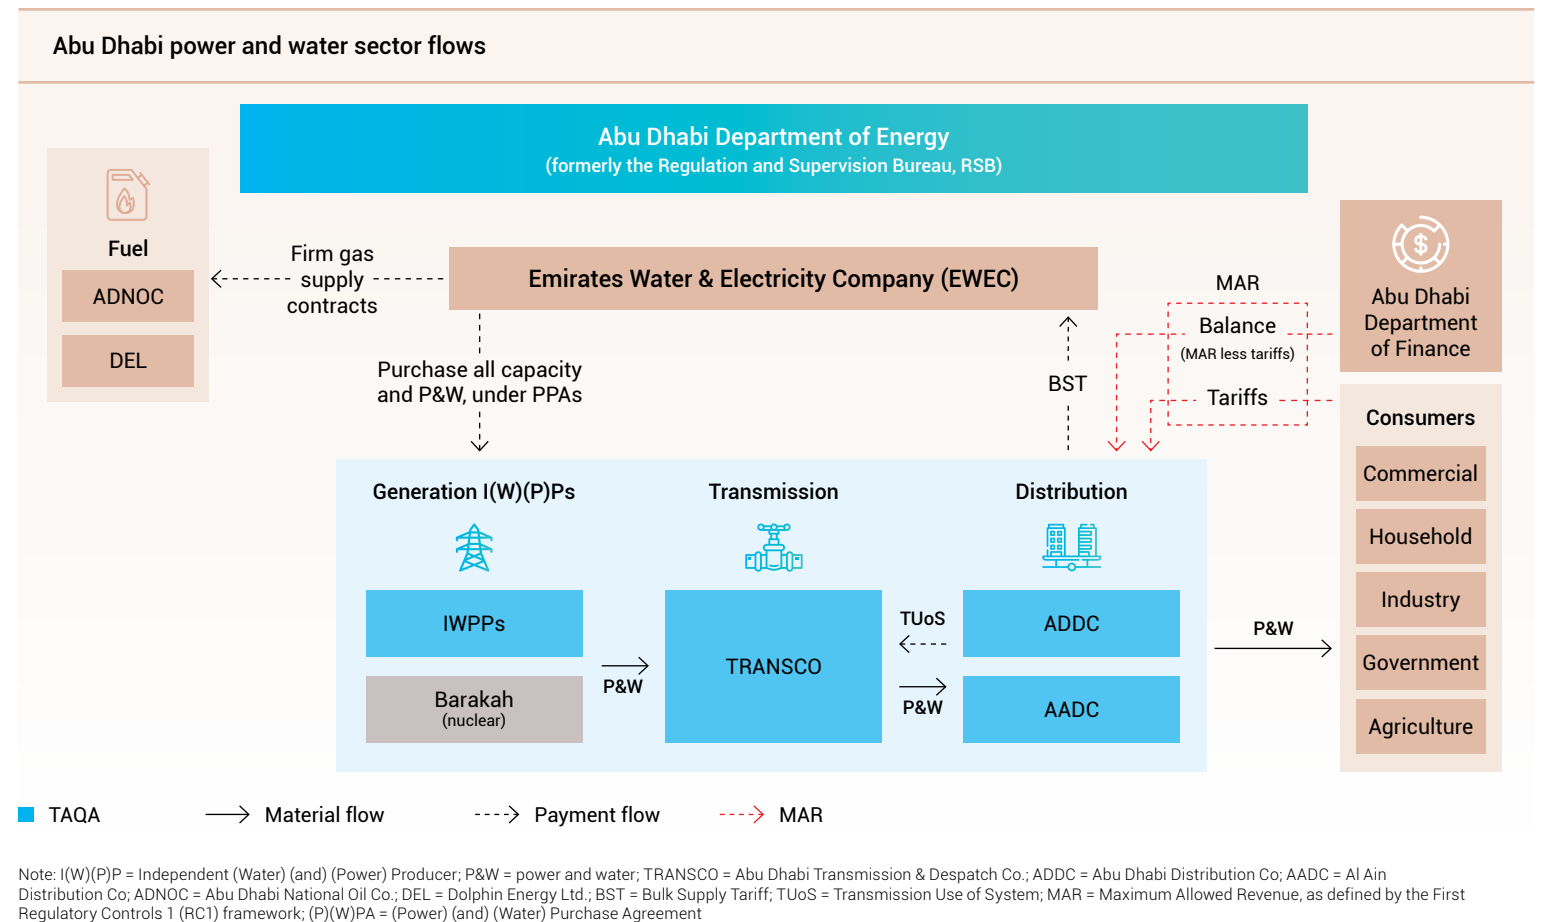 Abu Dhabi power and water sector flows
Abu Dhabi Department of Energy
(formerly the Regulation and Supervision Bureau, RSB)
Fuel
ADNOC
DEL
Firm gas
supply
contracts
Emirates Water & Electricity Company (EWEC)
Purchase all capacity
and P&W, under PPAs
BST
MAR
Balance
(MAR less tariffs)
Tariffs
Abu Dhabi
Department
of Finance
Consumers
Commercial
Household
Industry
Government
Agriculture
Generation I(W)(P)Ps
IWPPs
Barakah
(nuclear)
P&W
Transmission
TRANSCO
TUoS
P&W
Distribution
ADDC
AADC
P&W
TAQA
Material flow
Payment flow
MAR
Note: I(W)(P)P = Independent (Water) (and) (Power) Producer; P&W = power and water; TRANSCO = Abu Dhabi Transmission & Despatch Co.; ADDC = Abu Dhabi Distribution Co; AADC = Al Ain
Distribution Co; ADNOC = Abu Dhabi National Oil Co.; DEL = Dolphin Energy Ltd.; BST = Bulk Supply Tariff; TUoS = Transmission Use of System; MAR = Maximum Allowed Revenue, as defined by the First
Regulatory Controls 1 (RC1) framework; (P)(W)PA = (Power) (and) (Water) Purchase Agreement